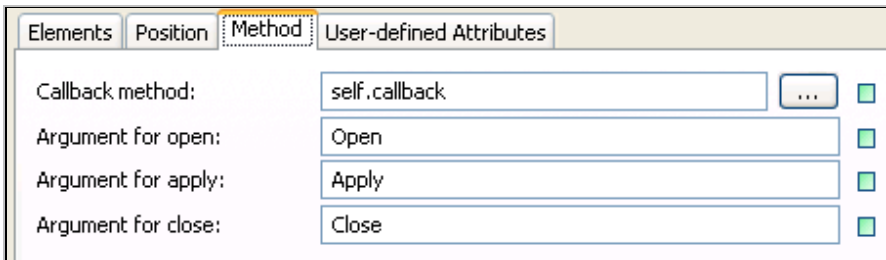 Elements Position Method User-defined Attributes
Callback method: self.callback ...
Argument for open: Open
Argument for apply: Apply
Argument for close: Close